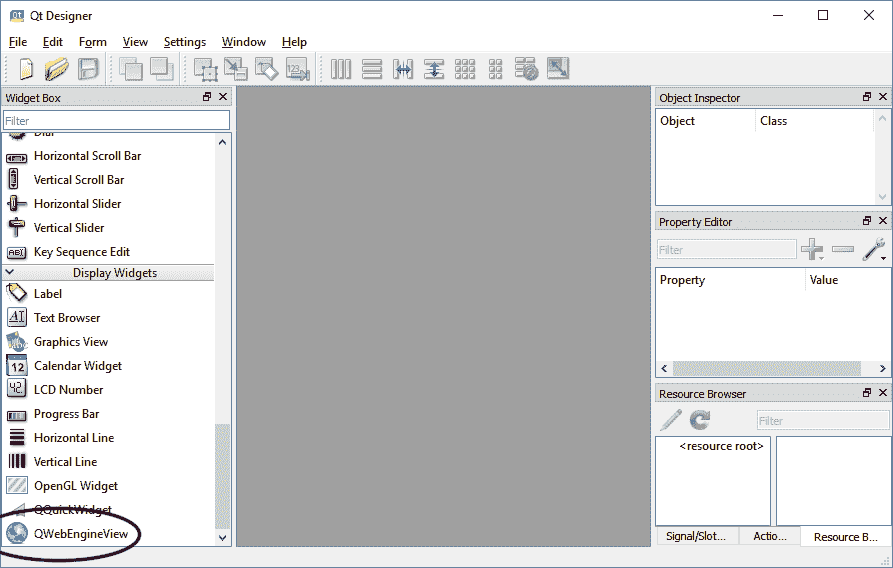 Qt Designer
File Edit Form View Settings Window Help
Widget Box
Filter
Dial
Horizontal Scroll Bar
Vertical Scroll Bar
Horizontal Slider
Vertical Slider
Key Sequence Edit
Display Widgets
Label
Text Browser
Graphics View
Calendar Widget
LCD Number
Progress Bar
Horizontal Line
Vertical Line
OpenGL Widget
QQuickWidget
QWebEngineView
Object Inspector
Object Class
Property Editor
Filter
Property Value
Resource Browser
Filter
<resource root>
Signal/Slot... Actio... Resource B...